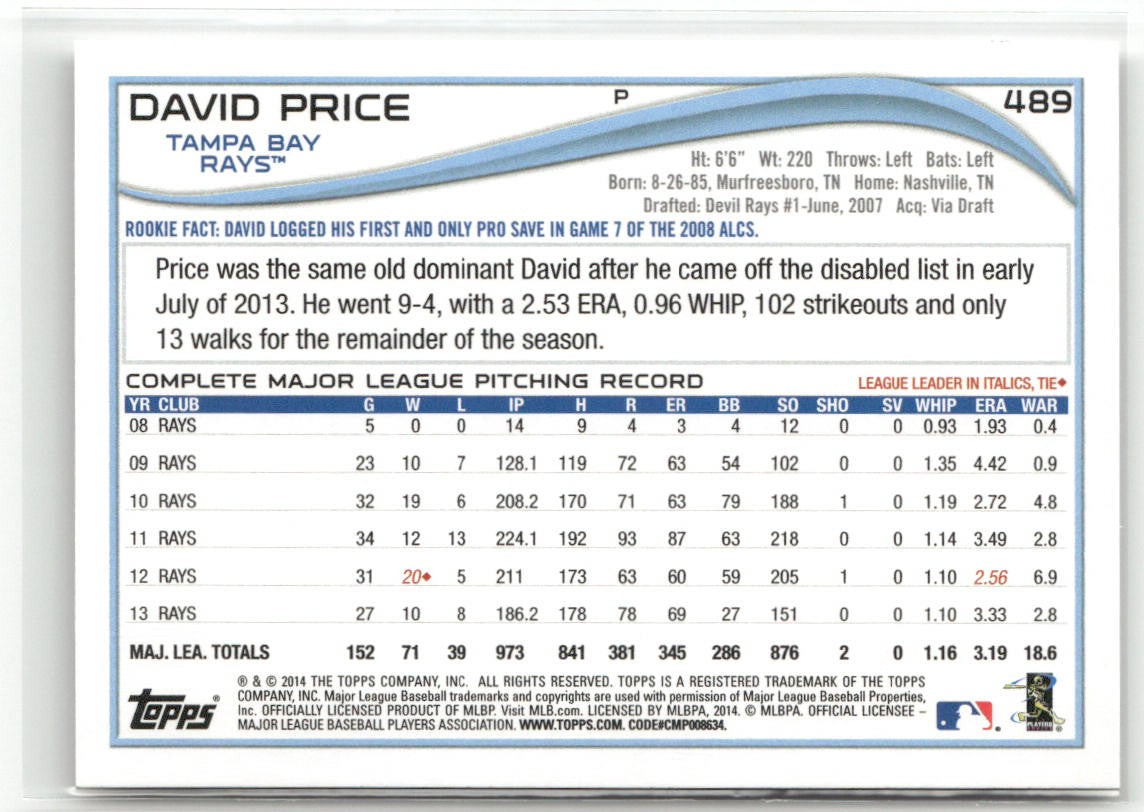 DAVID PRICE P 489
TAMPA BAY
RAYS™
Ht: 6'6" Wt: 220 Throws: Left Bats: Left
Born: 8-26-85, Murfreesboro, TN Home: Nashville, TN
Drafted: Devil Rays #1-June, 2007 Acq: Via Draft
ROOKIE FACT: DAVID LOGGED HIS FIRST AND ONLY PRO SAVE IN GAME 7 OF THE 2008 ALCS.
Price was the same old dominant David after he came off the disabled list in early
July of 2013. He went 9-4, with a 2.53 ERA, 0.96 WHIP, 102 strikeouts and only
13 walks for the remainder of the season.
COMPLETE MAJOR LEAGUE PITCHING RECORD LEAGUE LEADER IN ITALICS, TIE♦
YR CLUB G W L IP H R ER BB SO SHO SV WHIP ERA WAR
08 RAYS 5 0 0 14 9 4 3 4 12 0 0 0.93 1.93 0.4
09 RAYS 23 10 7 128.1 119 72 63 54 102 0 0 1.35 4.42 0.9
10 RAYS 32 19 6 208.2 170 71 63 79 188 1 0 1.19 2.72 4.8
11 RAYS 34 12 13 224.1 192 93 87 63 218 0 0 1.14 3.49 2.8
12 RAYS 31 20♦ 5 211 173 63 60 59 205 1 0 1.10 2.56 6.9
13 RAYS 27 10 8 186.2 178 78 69 27 151 0 0 1.10 3.33 2.8
MAJ. LEA. TOTALS 152 71 39 973 841 381 345 286 876 2 0 1.16 3.19 18.6
Topps®
® & © 2014 THE TOPPS COMPANY, INC. ALL RIGHTS RESERVED. TOPPS IS A REGISTERED TRADEMARK OF THE TOPPS
COMPANY, INC. Major League Baseball trademarks and copyrights are used with permission of Major League Baseball Properties,
Inc. OFFICIALLY LICENSED PRODUCT OF MLBP. Visit MLB.com. LICENSED BY MLBPA, 2014. © MLBPA. OFFICIAL LICENSEE –
MAJOR LEAGUE BASEBALL PLAYERS ASSOCIATION. WWW.TOPPS.COM. CODE#CMP008634.
PLAYERS
®